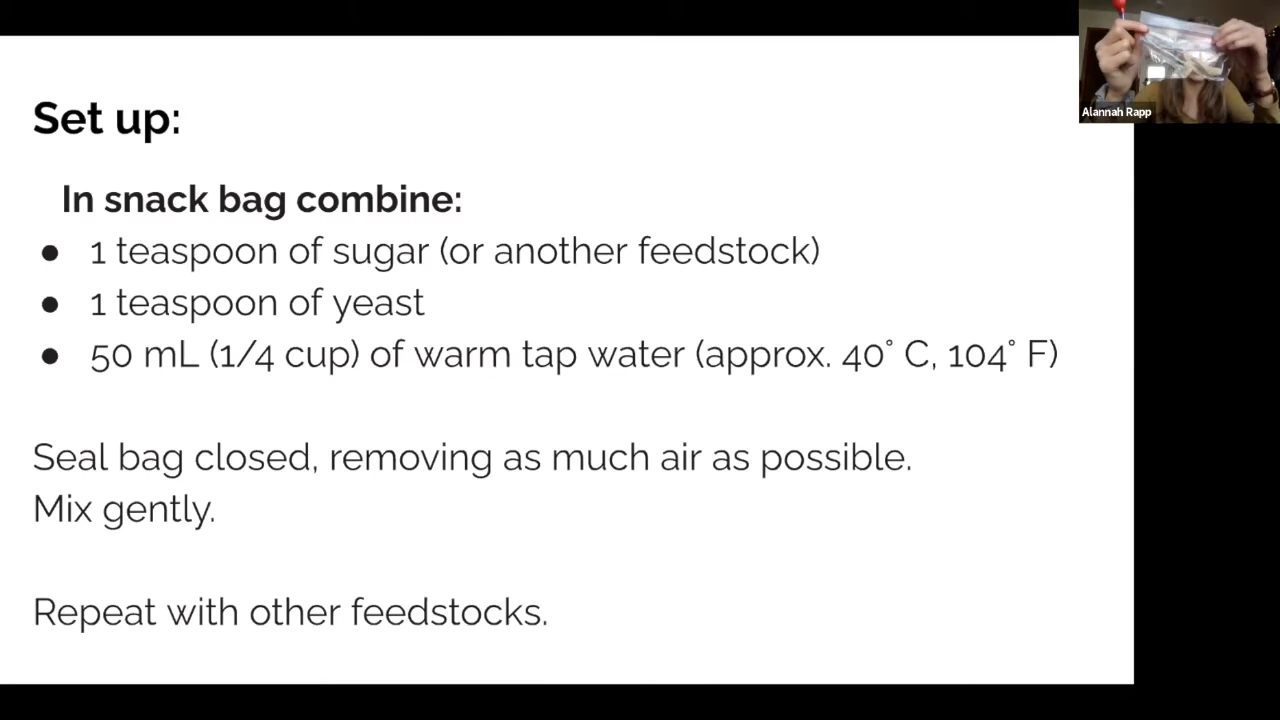 Set up:
In snack bag combine:
● 1 teaspoon of sugar (or another feedstock)
● 1 teaspoon of yeast
● 50 mL (1/4 cup) of warm tap water (approx. 40˚ C, 104˚ F)
Seal bag closed, removing as much air as possible.
Mix gently.
Repeat with other feedstocks.
Alannah Rapp